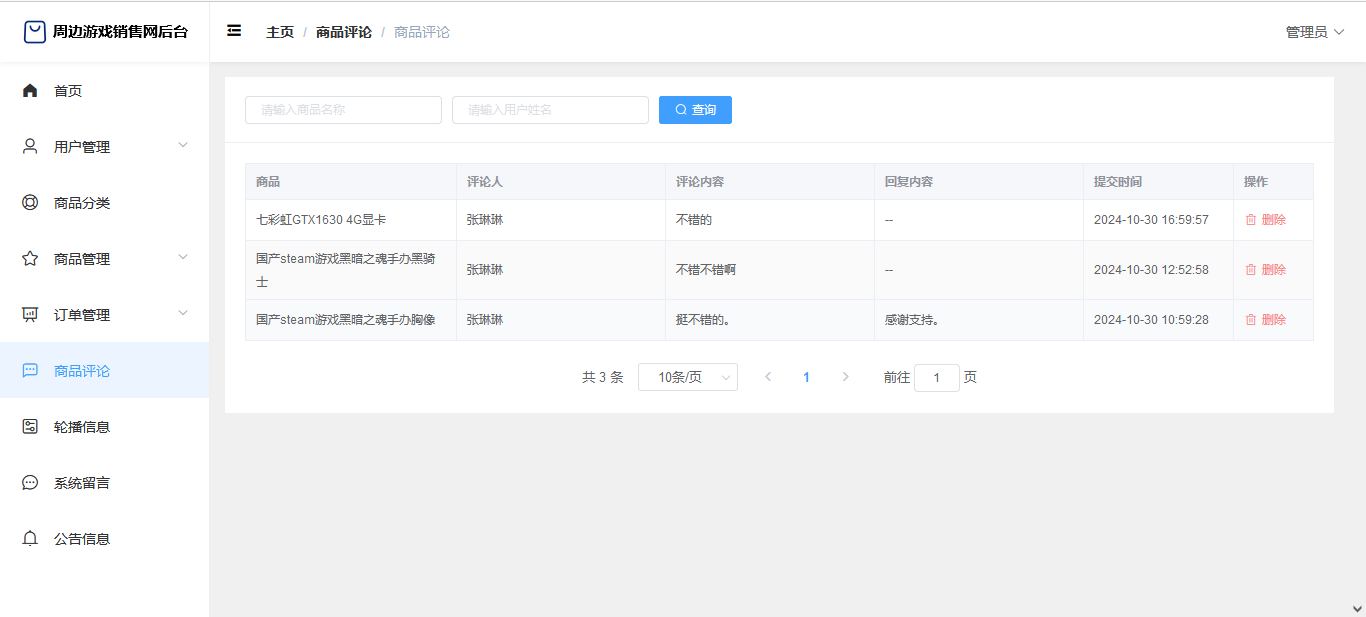 周边游戏销售网后台
主页 / 商品评论 / 商品评论
管理员
首页
用户管理
商品分类
商品管理
订单管理
商品评论
轮播信息
系统留言
公告信息
请输入商品名称 请输入用户姓名 查询
商品 评论人 评论内容 回复内容 提交时间 操作
七彩虹GTX1630 4G显卡 张琳琳 不错的 -- 2024-10-30 16:59:57 删除
国产steam游戏黑暗之魂手办黑骑
士 张琳琳 不错不错啊 -- 2024-10-30 12:52:58 删除
国产steam游戏黑暗之魂手办胸像 张琳琳 挺不错的。 感谢支持。 2024-10-30 10:59:28 删除
共 3 条 10条/页 1 前往 1 页